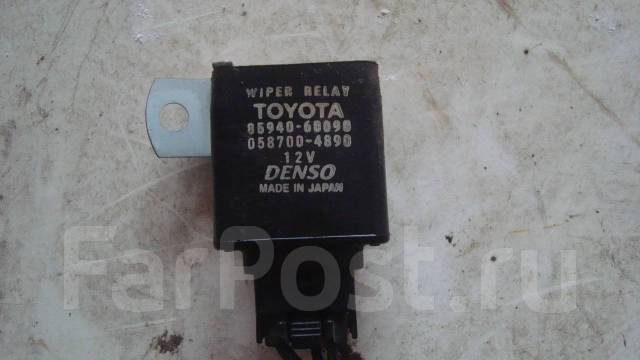 WIPER RELAY
TOYOTA
85940-60090
058700-4890
12V
DENSO
MADE IN JAPAN
FarPost.ru